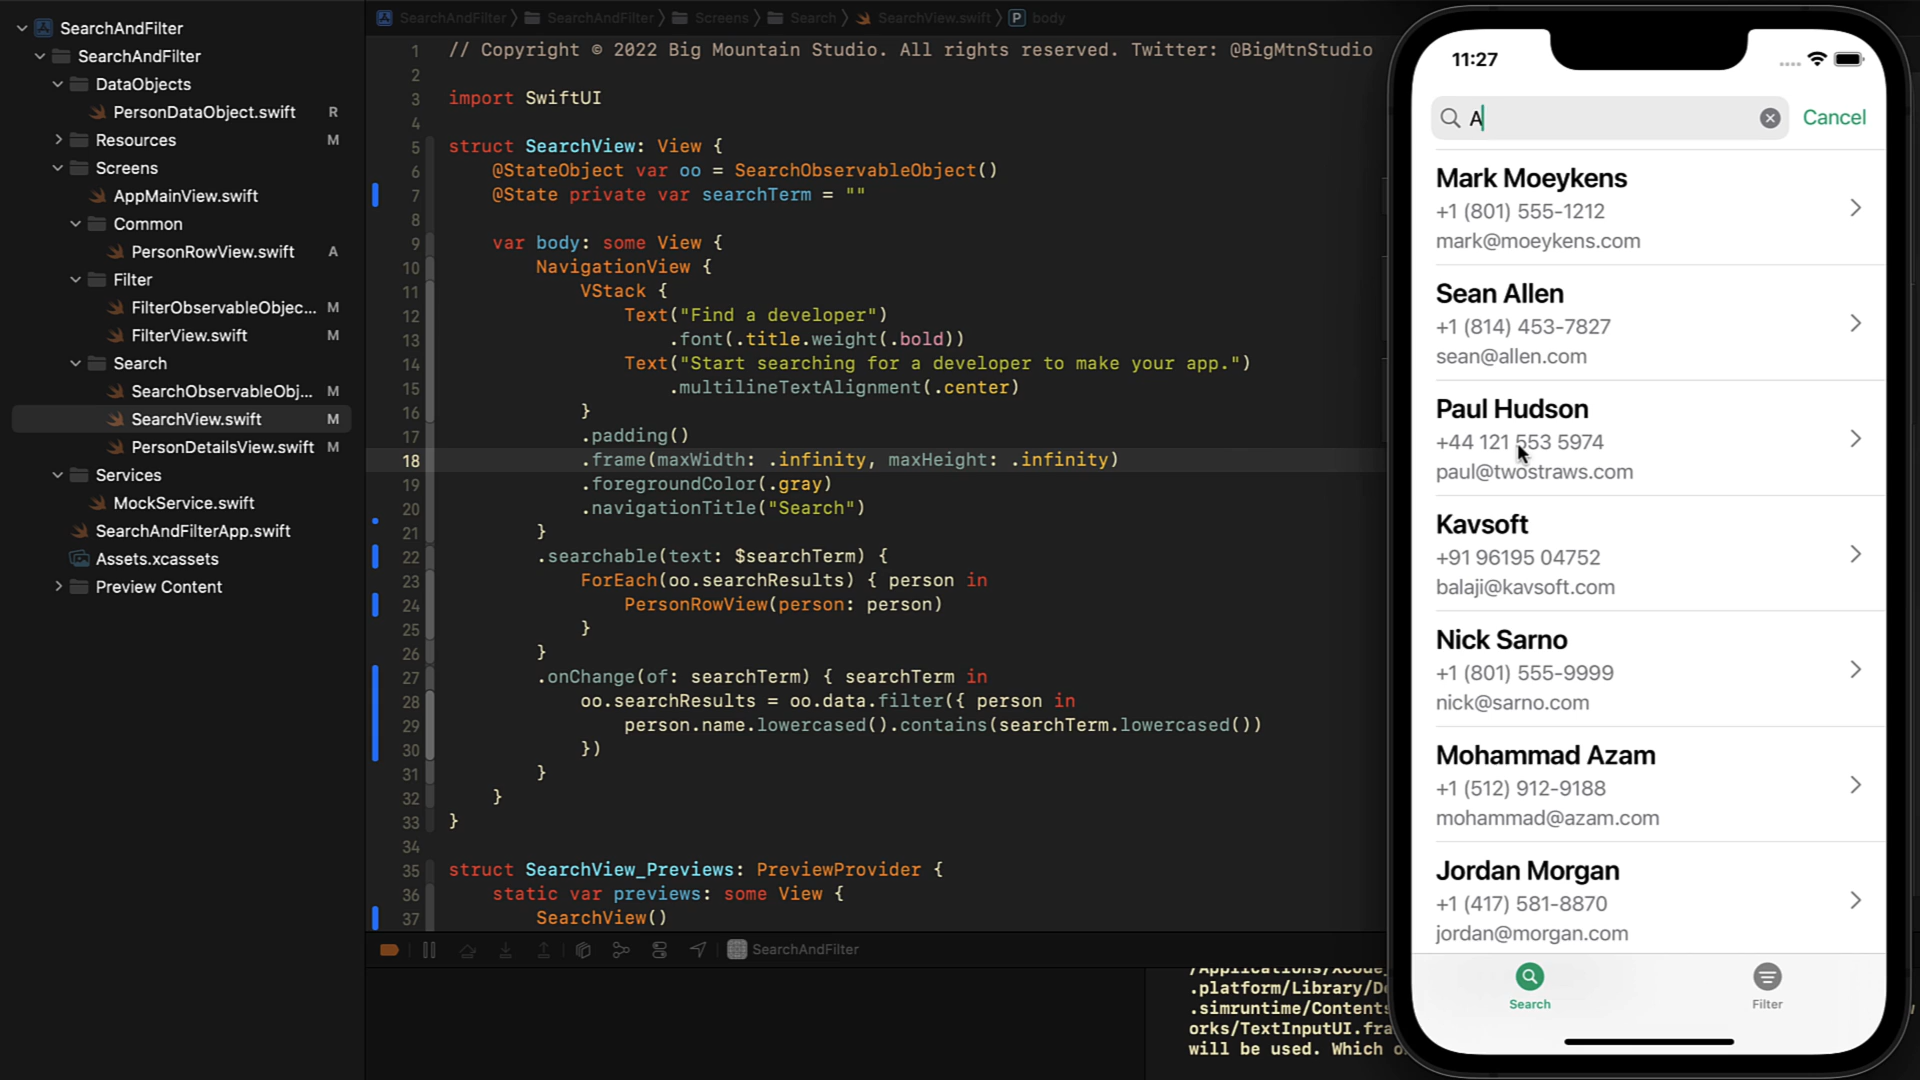 SearchAndFilter
SearchAndFilter
DataObjects
PersonDataObject.swift R
Resources M
Screens
AppMainView.swift
Common
PersonRowView.swift A
Filter
FilterObservableObjec... M
FilterView.swift M
Search
SearchObservableObj... M
SearchView.swift M
PersonDetailsView.swift M
Services
MockService.swift
SearchAndFilterApp.swift
Assets.xcassets
Preview Content
SearchAndFilter SearchAndFilter Screens Search SearchView.swift P body
1 // Copyright © 2022 Big Mountain Studio. All rights reserved. Twitter: @BigMtnStudio
2
3 import SwiftUI
4
5 struct SearchView: View {
6 @StateObject var oo = SearchObservableObject()
7 @State private var searchTerm = ""
8
9 var body: some View {
10 NavigationView {
11 VStack {
12 Text("Find a developer")
13 .font(.title.weight(.bold))
14 Text("Start searching for a developer to make your app.")
15 .multilineTextAlignment(.center)
16 }
17 .padding()
18 .frame(maxWidth: .infinity, maxHeight: .infinity)
19 .foregroundColor(.gray)
20 .navigationTitle("Search")
21 }
22 .searchable(text: $searchTerm) {
23 ForEach(oo.searchResults) { person in
24 PersonRowView(person: person)
25 }
26 }
27 .onChange(of: searchTerm) { searchTerm in
28 oo.searchResults = oo.data.filter({ person in
29 person.name.lowercased().contains(searchTerm.lowercased())
30 })
31 }
32 }
33 }
34
35 struct SearchView_Previews: PreviewProvider {
36 static var previews: some View {
37 SearchView()
SearchAndFilter
.platform/Library/D
.simruntime/Contents
orks/TextInputUI.fra
will be used. Which o
11:27
A
Cancel
Mark Moeykens
+1 (801) 555-1212
mark@moeykens.com
Sean Allen
+1 (814) 453-7827
sean@allen.com
Paul Hudson
+44 121 553 5974
paul@twostraws.com
Kavsoft
+91 96195 04752
balaji@kavsoft.com
Nick Sarno
+1 (801) 555-9999
nick@sarno.com
Mohammad Azam
+1 (512) 912-9188
mohammad@azam.com
Jordan Morgan
+1 (417) 581-8870
jordan@morgan.com
Search
Filter